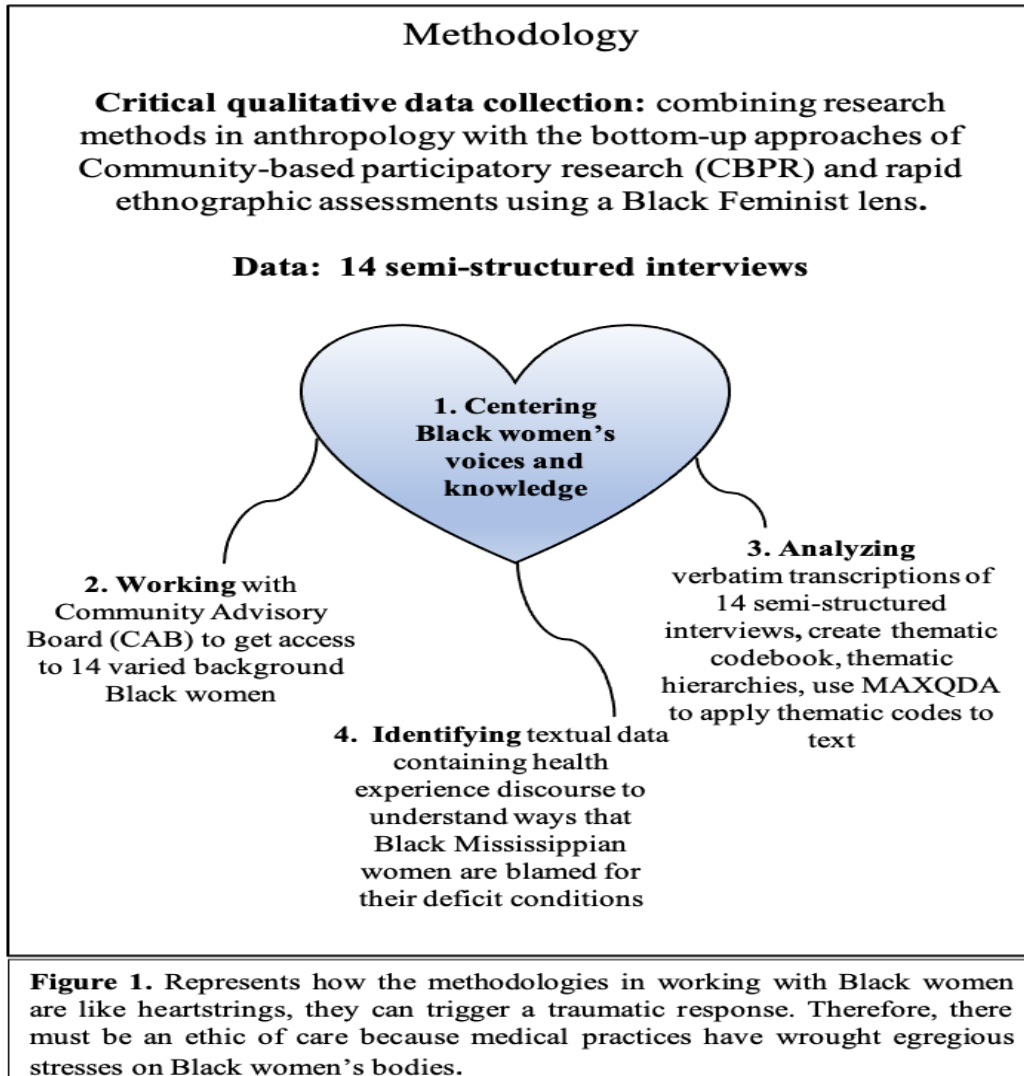 Methodology
Critical qualitative data collection: combining research
methods in anthropology with the bottom-up approaches of
Community-based participatory research (CBPR) and rapid
ethnographic assessments using a Black Feminist lens.
Data: 14 semi-structured interviews
1. Centering
Black women’s
voices and
knowledge
2. Working with
Community Advisory
Board (CAB) to get access
to 14 varied background
Black women
3. Analyzing
verbatim transcriptions of
14 semi-structured
interviews, create thematic
codebook, thematic
hierarchies, use MAXQDA
to apply thematic codes to
text
4. Identifying textual data
containing health
experience discourse to
understand ways that
Black Mississippian
women are blamed for
their deficit conditions
Figure 1. Represents how the methodologies in working with Black women
are like heartstrings, they can trigger a traumatic response. Therefore, there
must be an ethic of care because medical practices have wrought egregious
stresses on Black women’s bodies.